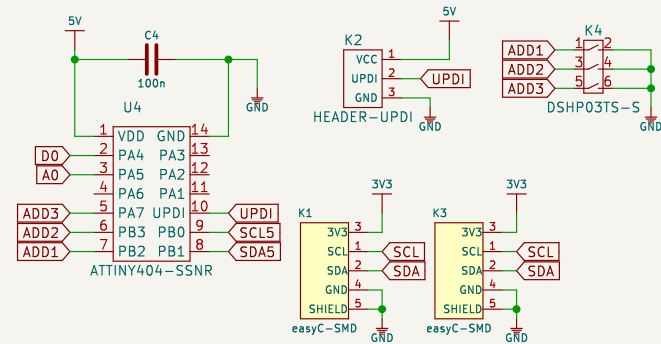 5V
C4
100n
GND
U4
1 VDD GND 14
D0 2 PA4 PA3 13
A0 3 PA5 PA2 12
4 PA6 PA1 11
ADD3 5 PA7 UPDI 10 UPDI
ADD2 6 PB3 PB0 9 SCL5
ADD1 7 PB2 PB1 8 SDA5
ATTINY404-SSNR
5V
K2
VCC 1
UPDI 2 UPDI
GND 3
HEADER-UPDI
GND
K4
ADD1 1 2
ADD2 3 4
ADD3 5 6
DSHP03TS-S
GND
3V3
K1
3V3 3
SCL 1 SCL
SDA 2 SDA
GND 4
SHIELD 5
easyC-SMD
GND
3V3
K3
3V3 3
SCL 1 SCL
SDA 2 SDA
GND 4
SHIELD 5
easyC-SMD
GND